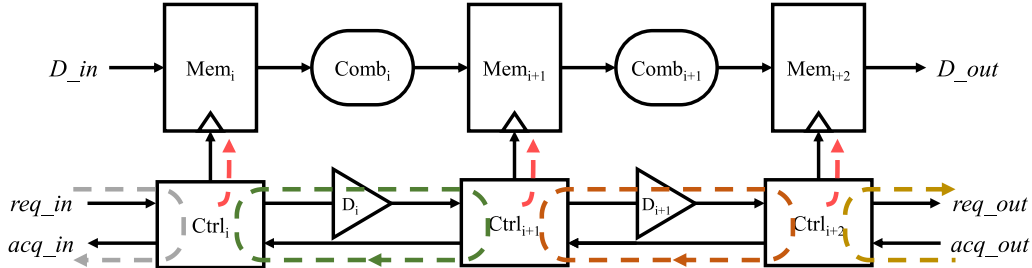 D_in Mem_i Comb_i Mem_i+1 Comb_i+1 Mem_i+2 D_out
req_in D_i D_i+1 req_out
Ctrl_i Ctrl_i+1 Ctrl_i+2
acq_in acq_out